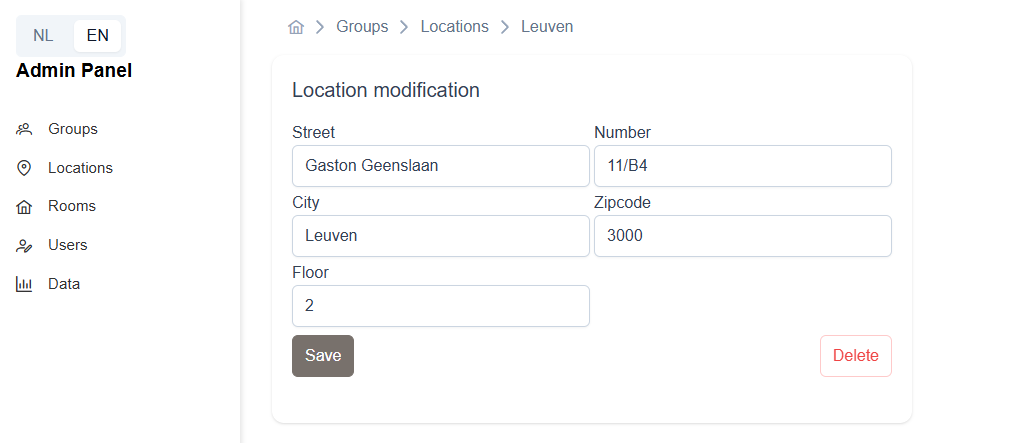 NL EN
Admin Panel
Groups
Locations
Rooms
Users
Data
Groups Locations Leuven
Location modification
Street Number
Gaston Geenslaan 11/B4
City Zipcode
Leuven 3000
Floor
2
Save Delete